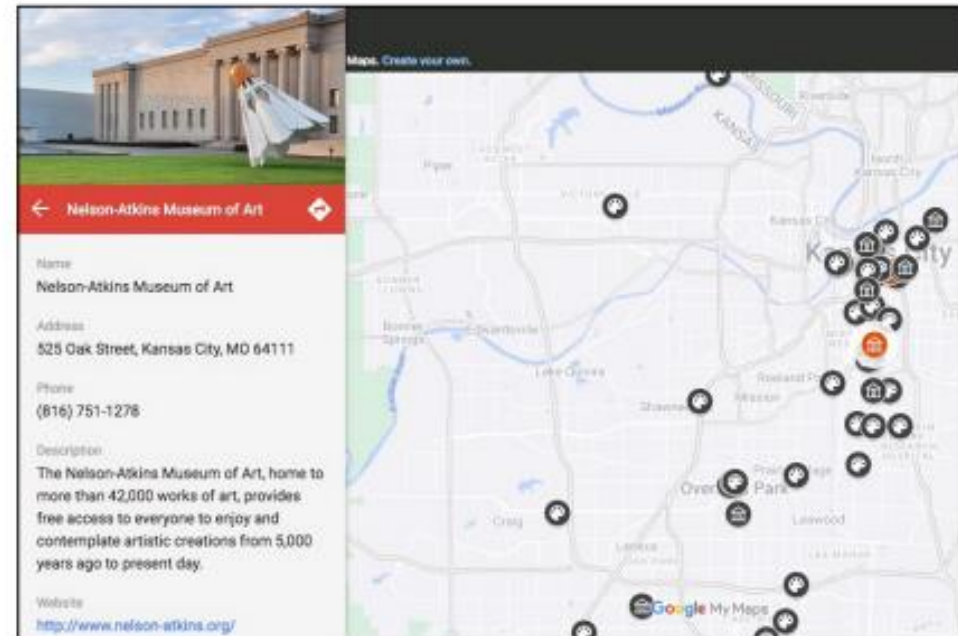 Maps. Create your own.
Nelson-Atkins Museum of Art
Name
Nelson-Atkins Museum of Art
Address
525 Oak Street, Kansas City, MO 64111
Phone
(816) 751-1278
Description
The Nelson-Atkins Museum of Art, home to
more than 42,000 works of art, provides
free access to everyone to enjoy and
contemplate artistic creations from 5,000
years ago to present day.
Website
http://www.nelson-atkins.org/
MISSOURI
KANSAS
Riverside
North
Kansas City
Piper
Kansas City
City
Bonner
Springs
Edwardsville
Lake Quivira
Roeland
Shawnee
Mission
Prairie
Park
Craig
Leawood
Lenexa
Google My Maps